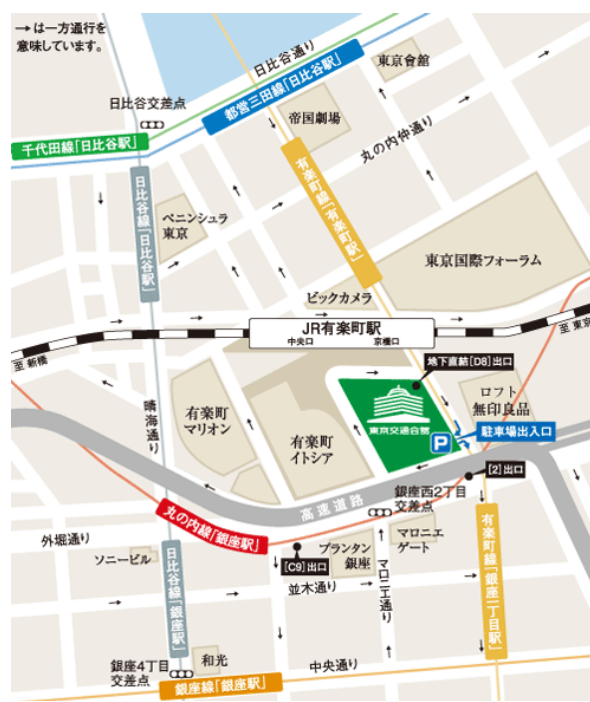 →は一方通行を
意味しています。
日比谷通り
東京會館
日比谷交差点
都営三田線「日比谷駅」
帝国劇場
千代田線「日比谷駅」
丸の内仲通り
日比谷線「日比谷駅」
有楽町線「有楽町駅」
ペニンシュラ
東京
東京国際フォーラム
ビックカメラ
JR有楽町駅
中央口
京橋口
至 新橋
至 東京
地下直結[D8]出口
晴海通り
有楽町
マリオン
有楽町
イトシア
東京交通会館
ロフト
無印良品
P
駐車場出入口
[2]出口
高速道路
銀座西2丁目
交差点
丸の内線「銀座駅」
外堀通り
ソニービル
[C9]出口
プランタン
銀座
マロニエ
ゲート
並木通り
マロニエ通り
日比谷線「銀座駅」
有楽町線「銀座一丁目駅」
銀座4丁目
交差点
和光
中央通り
銀座線「銀座駅」